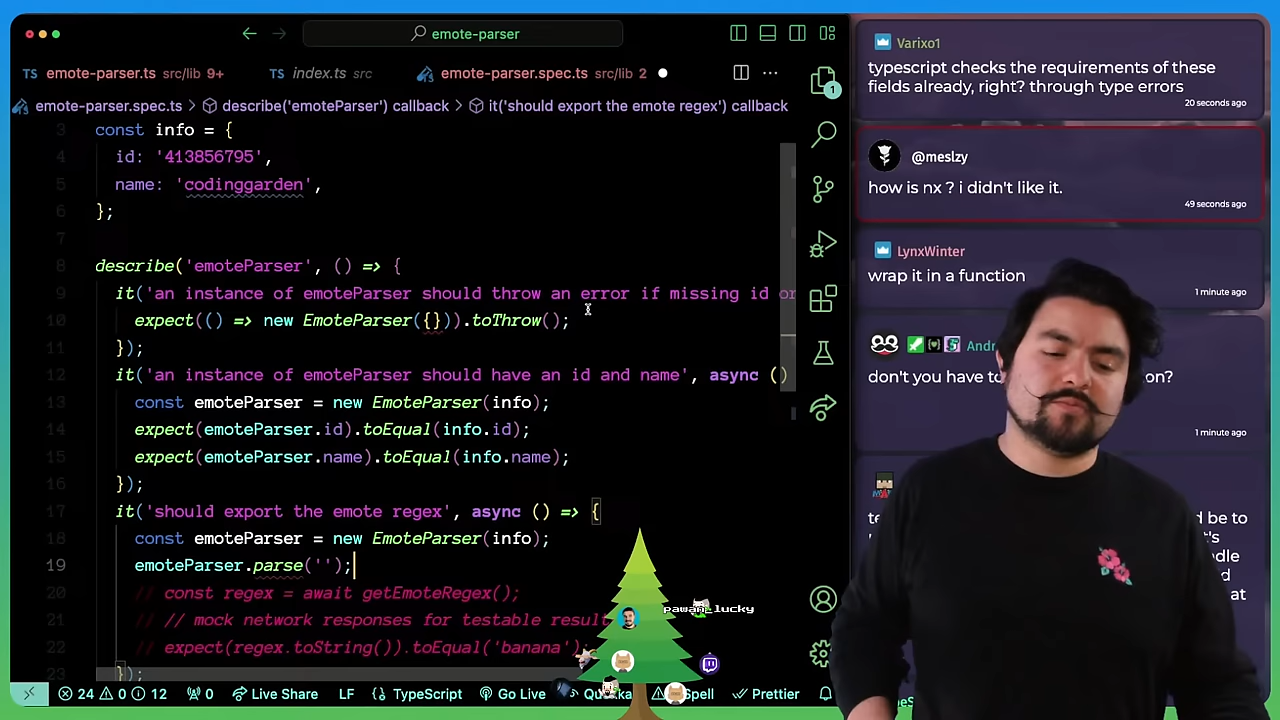 emote-parser
TS emote-parser.ts src/lib 9+
TS index.ts src
emote-parser.spec.ts src/lib 2
emote-parser.spec.ts > describe('emoteParser') callback > it('should export the emote regex') callback
3 const info = {
4 id: '413856795',
5 name: 'codinggarden',
6 };
7
8 describe('emoteParser', () => {
9 it('an instance of emoteParser should throw an error if missing id or
10 expect(() => new EmoteParser({})).toThrow();
11 });
12 it('an instance of emoteParser should have an id and name', async ()
13 const emoteParser = new EmoteParser(info);
14 expect(emoteParser.id).toEqual(info.id);
15 expect(emoteParser.name).toEqual(info.name);
16 });
17 it('should export the emote regex', async () => {
18 const emoteParser = new EmoteParser(info);
19 emoteParser.parse('');
20 // const regex = await getEmoteRegex();
21 // // mock network responses for testable result
22 // expect(regex.toString()).toEqual('banana');
23 });
24 0 12 0 Live Share LF TypeScript Go Live Spell Prettier
1
pawan_lucky
Varixo1
typescript checks the requirements of these
fields already, right? through type errors
20 seconds ago
@meslzy
how is nx ? i didn't like it.
49 seconds ago
LynxWinter
wrap it in a function
1 minute ago
don't you have to
on?
1 minute ago
d be to